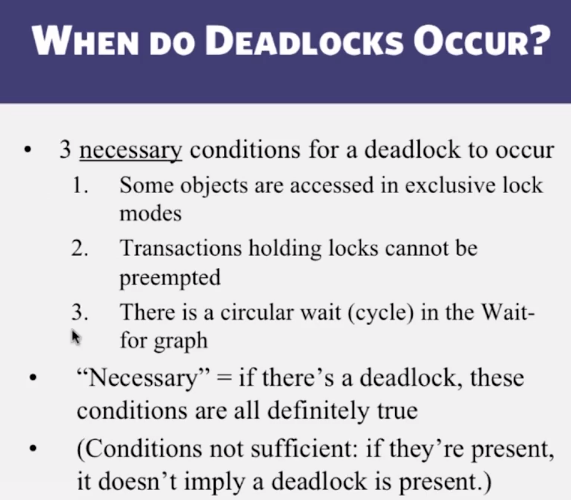 WHEN DO DEADLOCKS OCCUR?
• 3 necessary conditions for a deadlock to occur
1. Some objects are accessed in exclusive lock
modes
2. Transactions holding locks cannot be
preempted
3. There is a circular wait (cycle) in the Wait-
for graph
• “Necessary” = if there’s a deadlock, these
conditions are all definitely true
• (Conditions not sufficient: if they’re present,
it doesn’t imply a deadlock is present.)